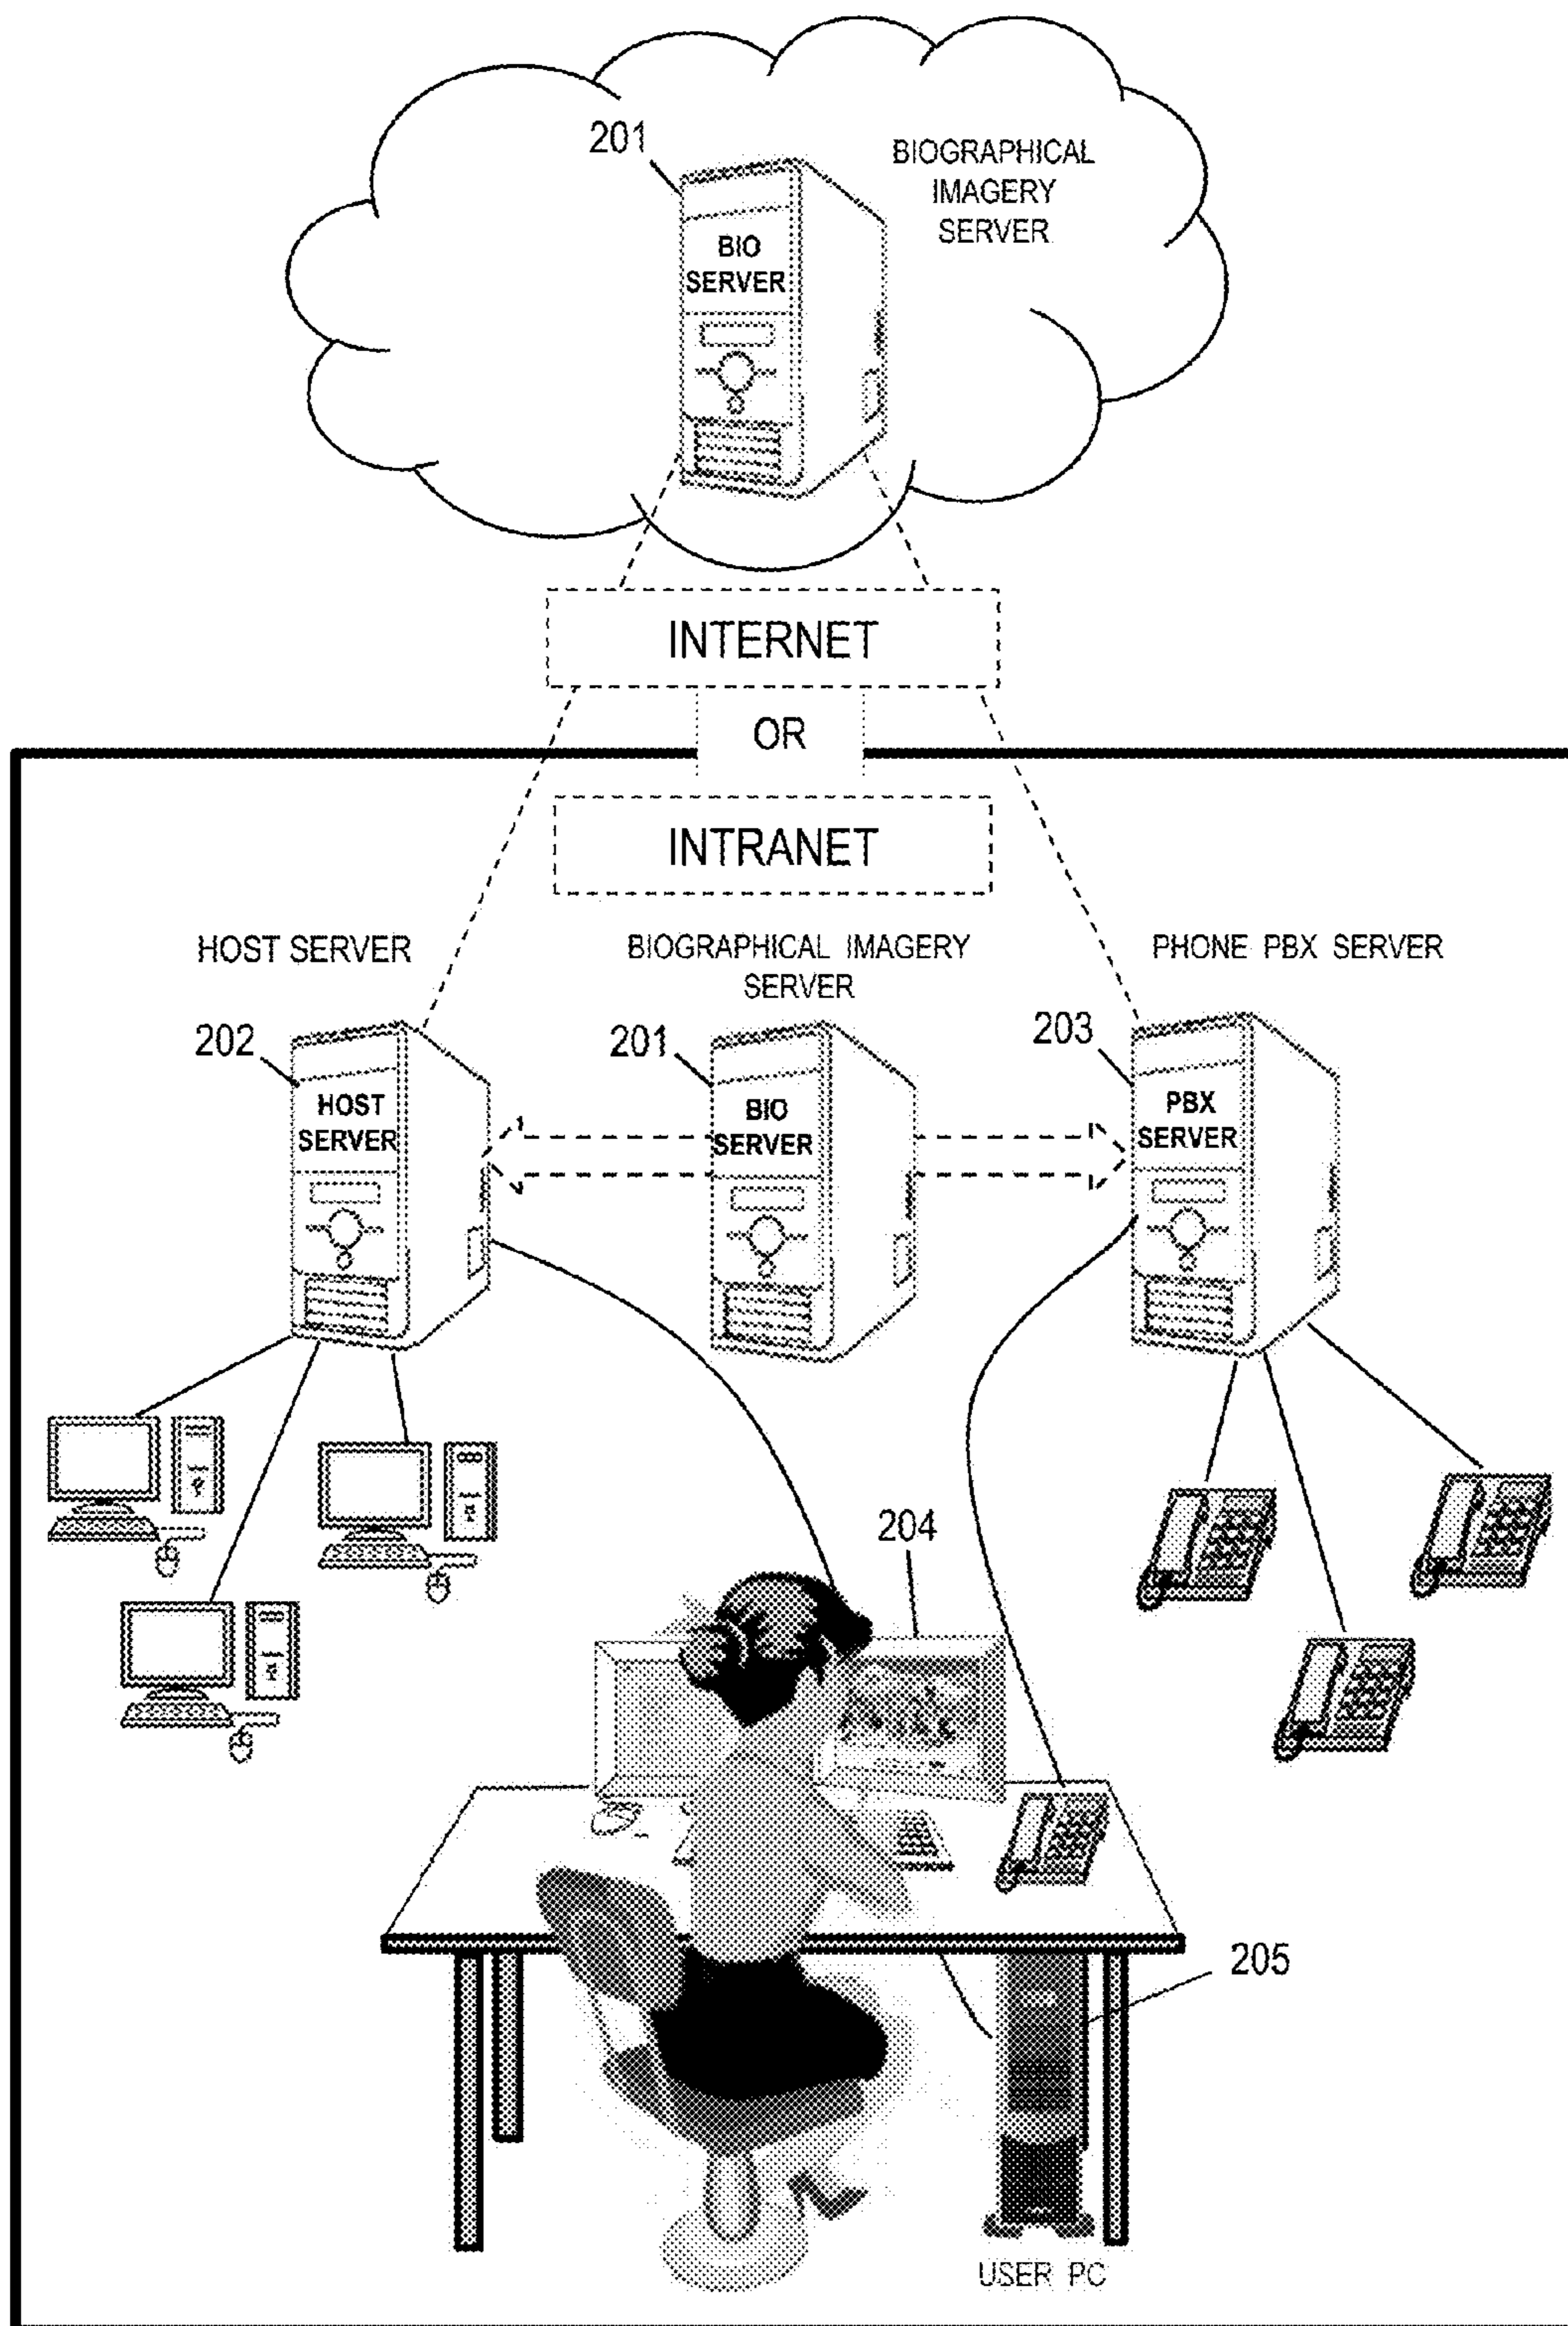 201
BIOGRAPHICAL
IMAGERY
SERVER
BIO
SERVER
INTERNET
OR
INTRANET
HOST SERVER
BIOGRAPHICAL IMAGERY
SERVER
PHONE PBX SERVER
202
201
203
HOST
SERVER
BIO
SERVER
PBX
SERVER
204
205
USER PC